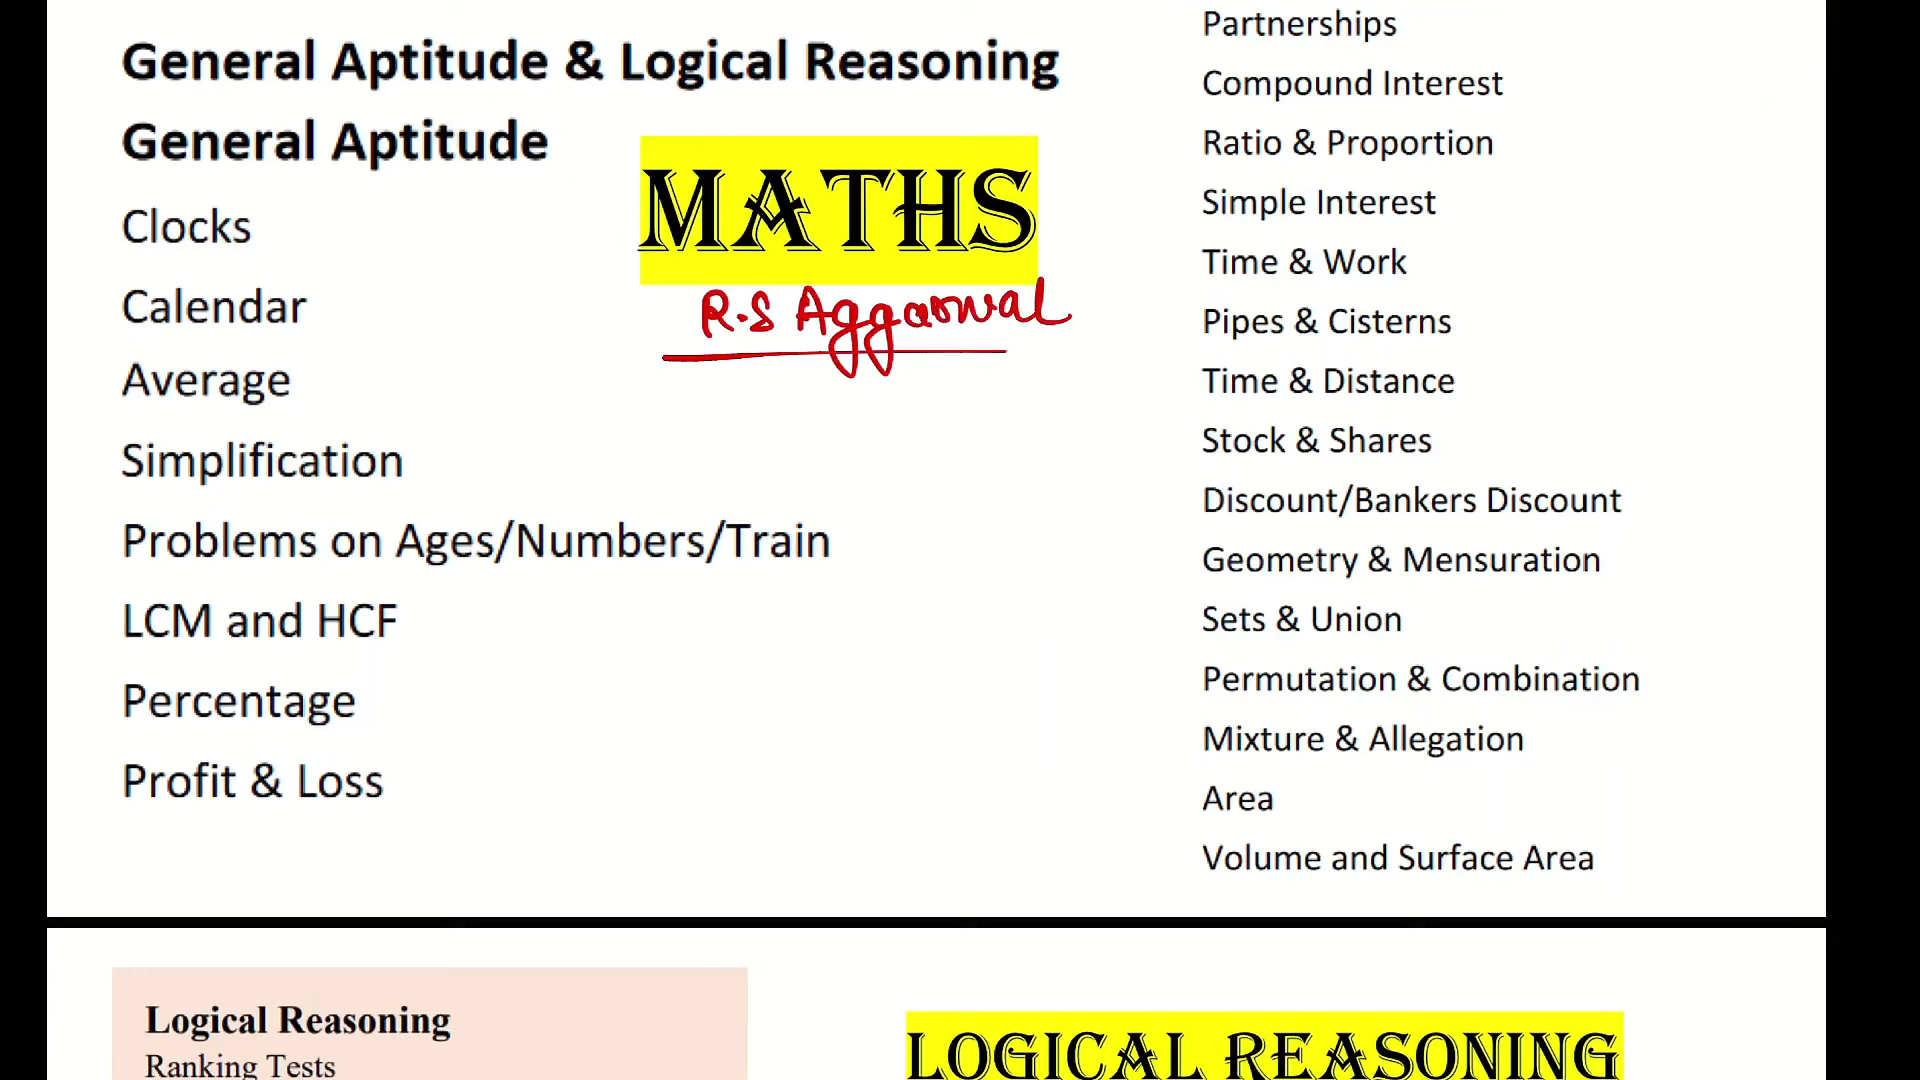 General Aptitude & Logical Reasoning
General Aptitude
MATHS
R.S Aggarwal
Clocks
Calendar
Average
Simplification
Problems on Ages/Numbers/Train
LCM and HCF
Percentage
Profit & Loss
Partnerships
Compound Interest
Ratio & Proportion
Simple Interest
Time & Work
Pipes & Cisterns
Time & Distance
Stock & Shares
Discount/Bankers Discount
Geometry & Mensuration
Sets & Union
Permutation & Combination
Mixture & Allegation
Area
Volume and Surface Area
Logical Reasoning
Ranking Tests
LOGICAL REASONING